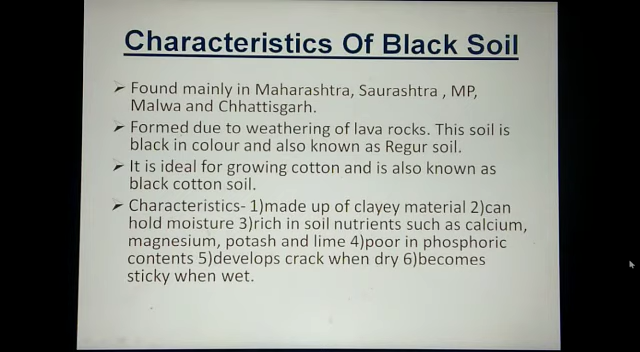 Characteristics Of Black Soil
➢ Found mainly in Maharashtra, Saurashtra , MP,
Malwa and Chhattisgarh.
➢ Formed due to weathering of lava rocks. This soil is
black in colour and also known as Regur soil.
➢ It is ideal for growing cotton and is also known as
black cotton soil.
➢ Characteristics- 1)made up of clayey material 2)can
hold moisture 3)rich in soil nutrients such as calcium,
magnesium, potash and lime 4)poor in phosphoric
contents 5)develops crack when dry 6)becomes
sticky when wet.